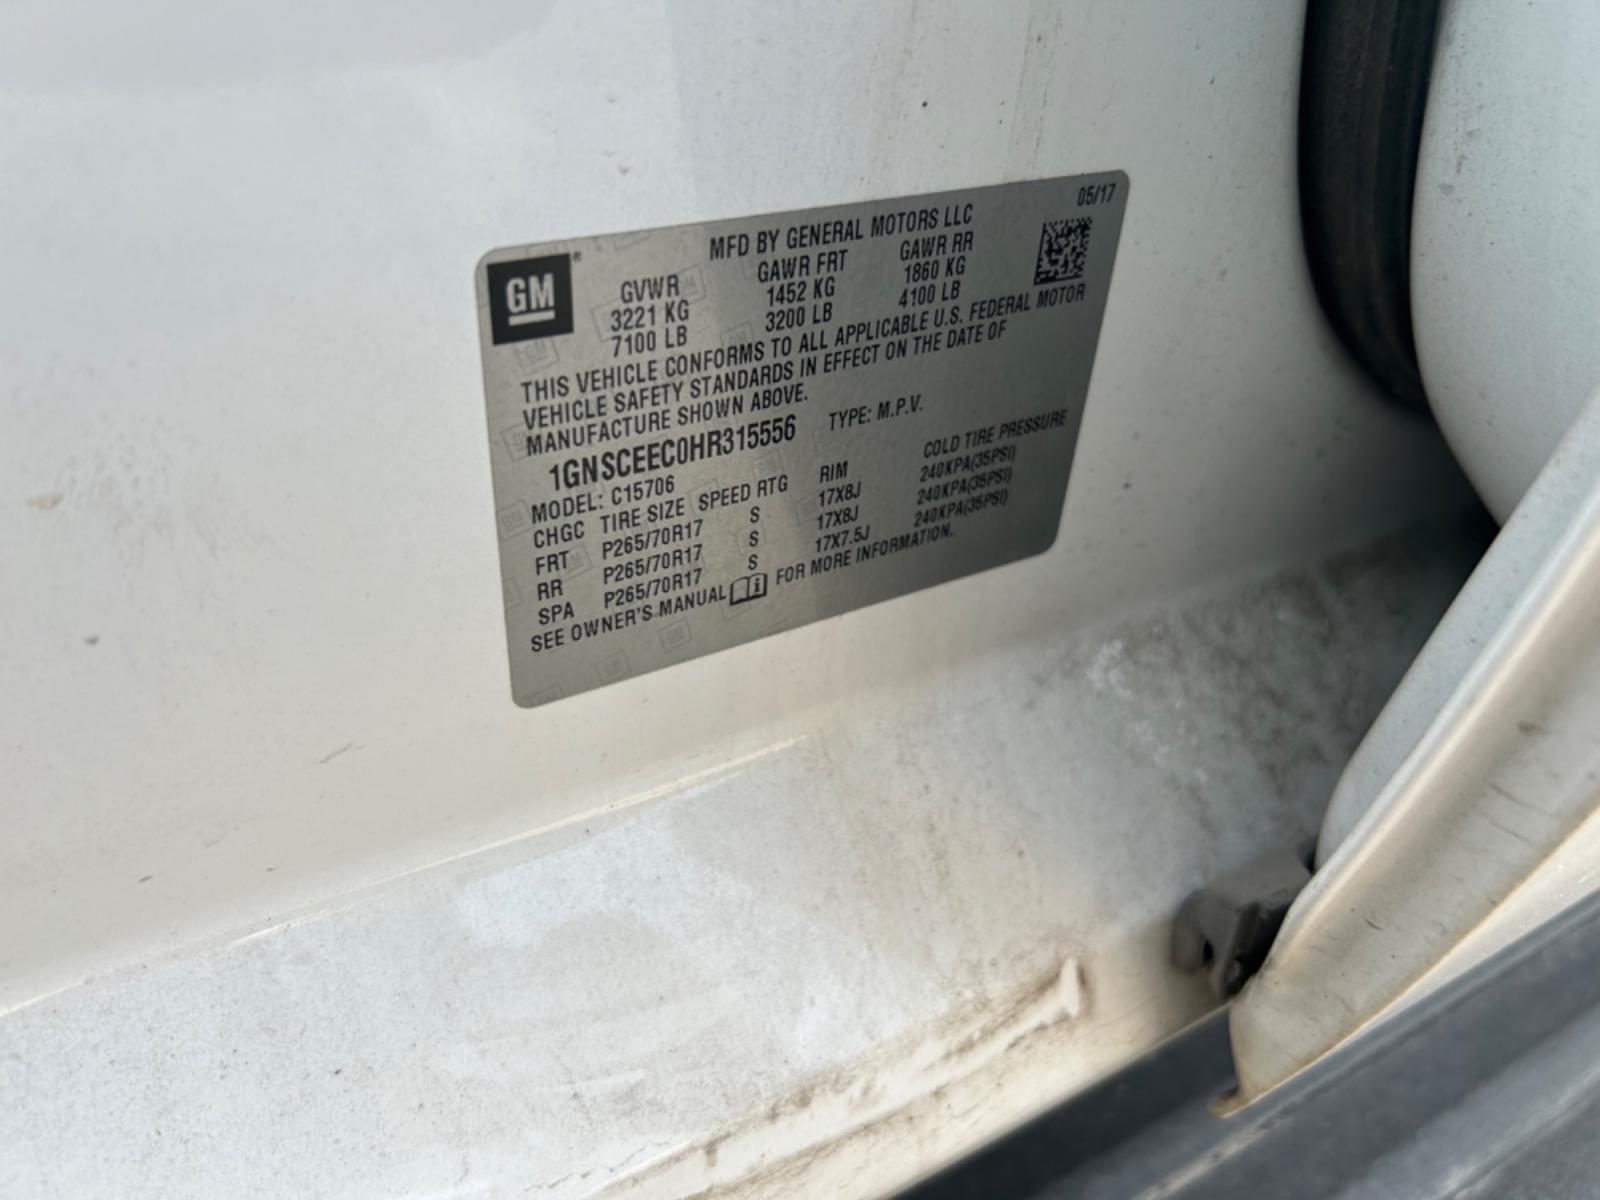 05/17
MFD BY GENERAL MOTORS LLC
GM ® GVWR GAWR FRT GAWR RR
3221 KG 1452 KG 1860 KG
7100 LB 3200 LB 4100 LB
THIS VEHICLE CONFORMS TO ALL APPLICABLE U.S. FEDERAL MOTOR
VEHICLE SAFETY STANDARDS IN EFFECT ON THE DATE OF
MANUFACTURE SHOWN ABOVE.
1GNSCEEC0HR315556 TYPE: M.P.V.
MODEL: C15706
CHGC TIRE SIZE SPEED RTG RIM COLD TIRE PRESSURE
FRT P265/70R17 S 17X8J 240KPA(35PSI)
RR P265/70R17 S 17X8J 240KPA(35PSI)
SPA P265/70R17 S 17X7.5J 240KPA(35PSI)
SEE OWNER'S MANUAL FOR MORE INFORMATION.